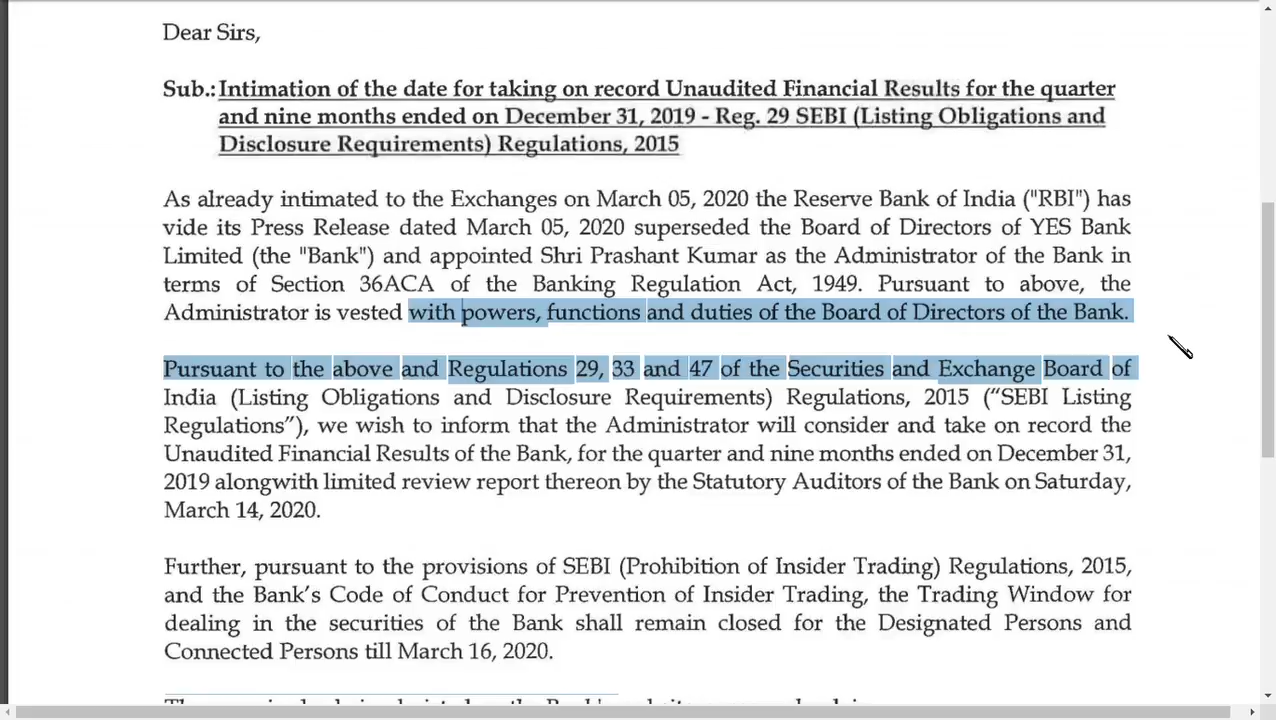 Dear Sirs,
Sub.: Intimation of the date for taking on record Unaudited Financial Results for the quarter
and nine months ended on December 31, 2019 - Reg. 29 SEBI (Listing Obligations and
Disclosure Requirements) Regulations, 2015
As already intimated to the Exchanges on March 05, 2020 the Reserve Bank of India ("RBI") has
vide its Press Release dated March 05, 2020 superseded the Board of Directors of YES Bank
Limited (the "Bank") and appointed Shri Prashant Kumar as the Administrator of the Bank in
terms of Section 36ACA of the Banking Regulation Act, 1949. Pursuant to above, the
Administrator is vested with powers, functions and duties of the Board of Directors of the Bank.
Pursuant to the above and Regulations 29, 33 and 47 of the Securities and Exchange Board of
India (Listing Obligations and Disclosure Requirements) Regulations, 2015 (“SEBI Listing
Regulations”), we wish to inform that the Administrator will consider and take on record the
Unaudited Financial Results of the Bank, for the quarter and nine months ended on December 31,
2019 alongwith limited review report thereon by the Statutory Auditors of the Bank on Saturday,
March 14, 2020.
Further, pursuant to the provisions of SEBI (Prohibition of Insider Trading) Regulations, 2015,
and the Bank’s Code of Conduct for Prevention of Insider Trading, the Trading Window for
dealing in the securities of the Bank shall remain closed for the Designated Persons and
Connected Persons till March 16, 2020.